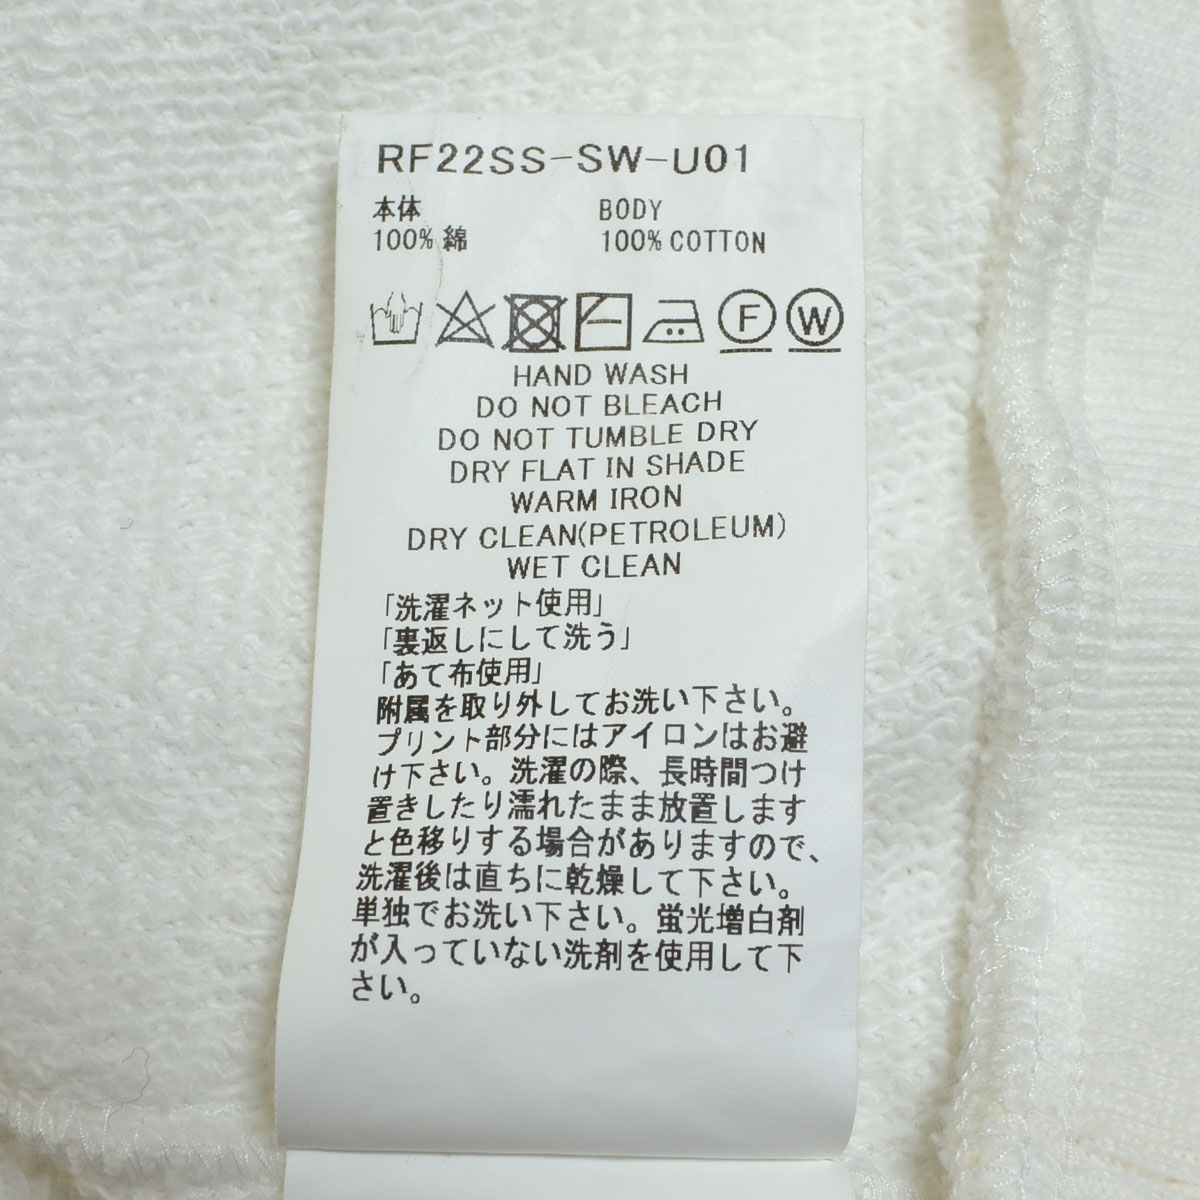 RF22SS-SW-U01
本体 BODY
100% 綿 100% COTTON
F W
HAND WASH
DO NOT BLEACH
DO NOT TUMBLE DRY
DRY FLAT IN SHADE
WARM IRON
DRY CLEAN(PETROLEUM)
WET CLEAN
「洗濯ネット使用」
「裏返しにして洗う」
「あて布使用」
附属を取り外してお洗い下さい。
プリント部分にはアイロンはお避
け下さい。洗濯の際、長時間つけ
置きしたり濡れたまま放置します
と色移りする場合がありますので、
洗濯後は直ちに乾燥して下さい。
単独でお洗い下さい。蛍光増白剤
が入っていない洗剤を使用して下
さい。